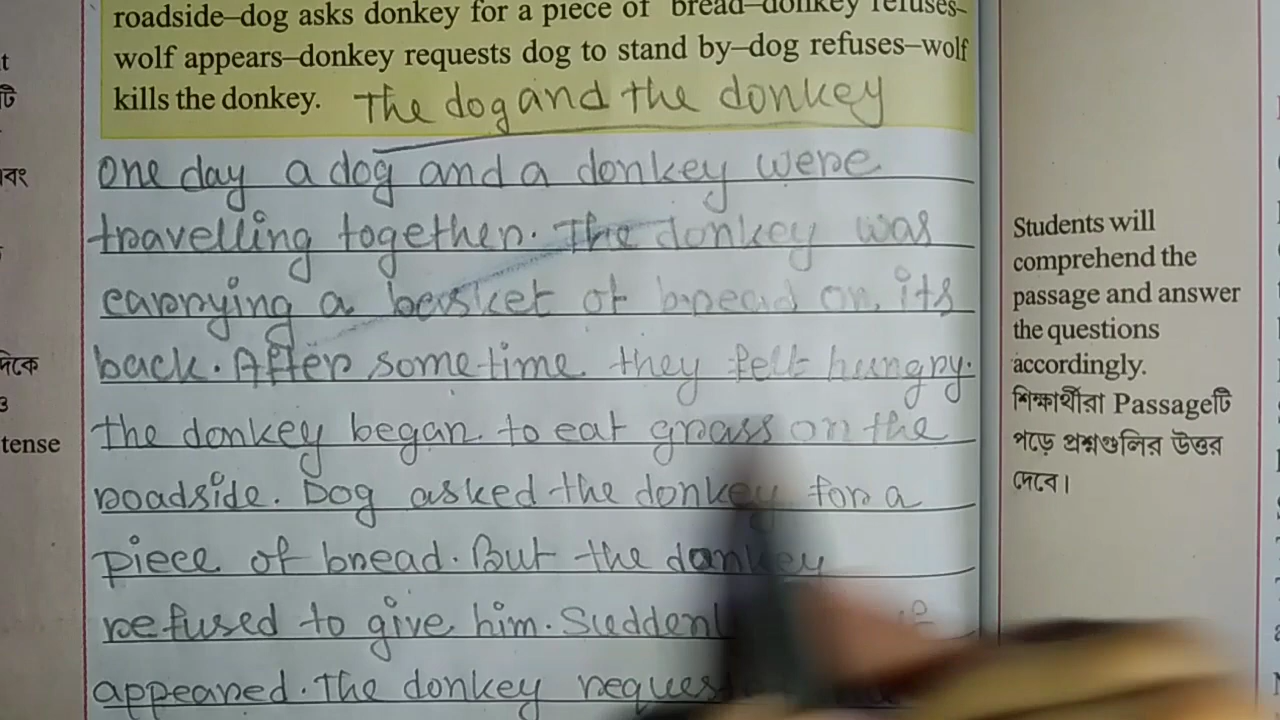 roadside–dog asks donkey for a piece of bread–donkey refuses–
wolf appears–donkey requests dog to stand by–dog refuses–wolf
kills the donkey. The dog and the donkey
One day a dog and a donkey were
travelling together. The donkey was
carrying a basket of bread on its
back. After sometime they felt hungry.
the donkey began to eat grass on the
roadside. Dog asked the donkey for a
piece of bread. But the donkey
refused to give him. Suddenl
appeared. The donkey reques
Students will
comprehend the
passage and answer
the questions
accordingly.
শিক্ষার্থীরা Passageটি
পড়ে প্রশ্নগুলির উত্তর
দেবে।
t
টি
বং
দিকে
ও
tense